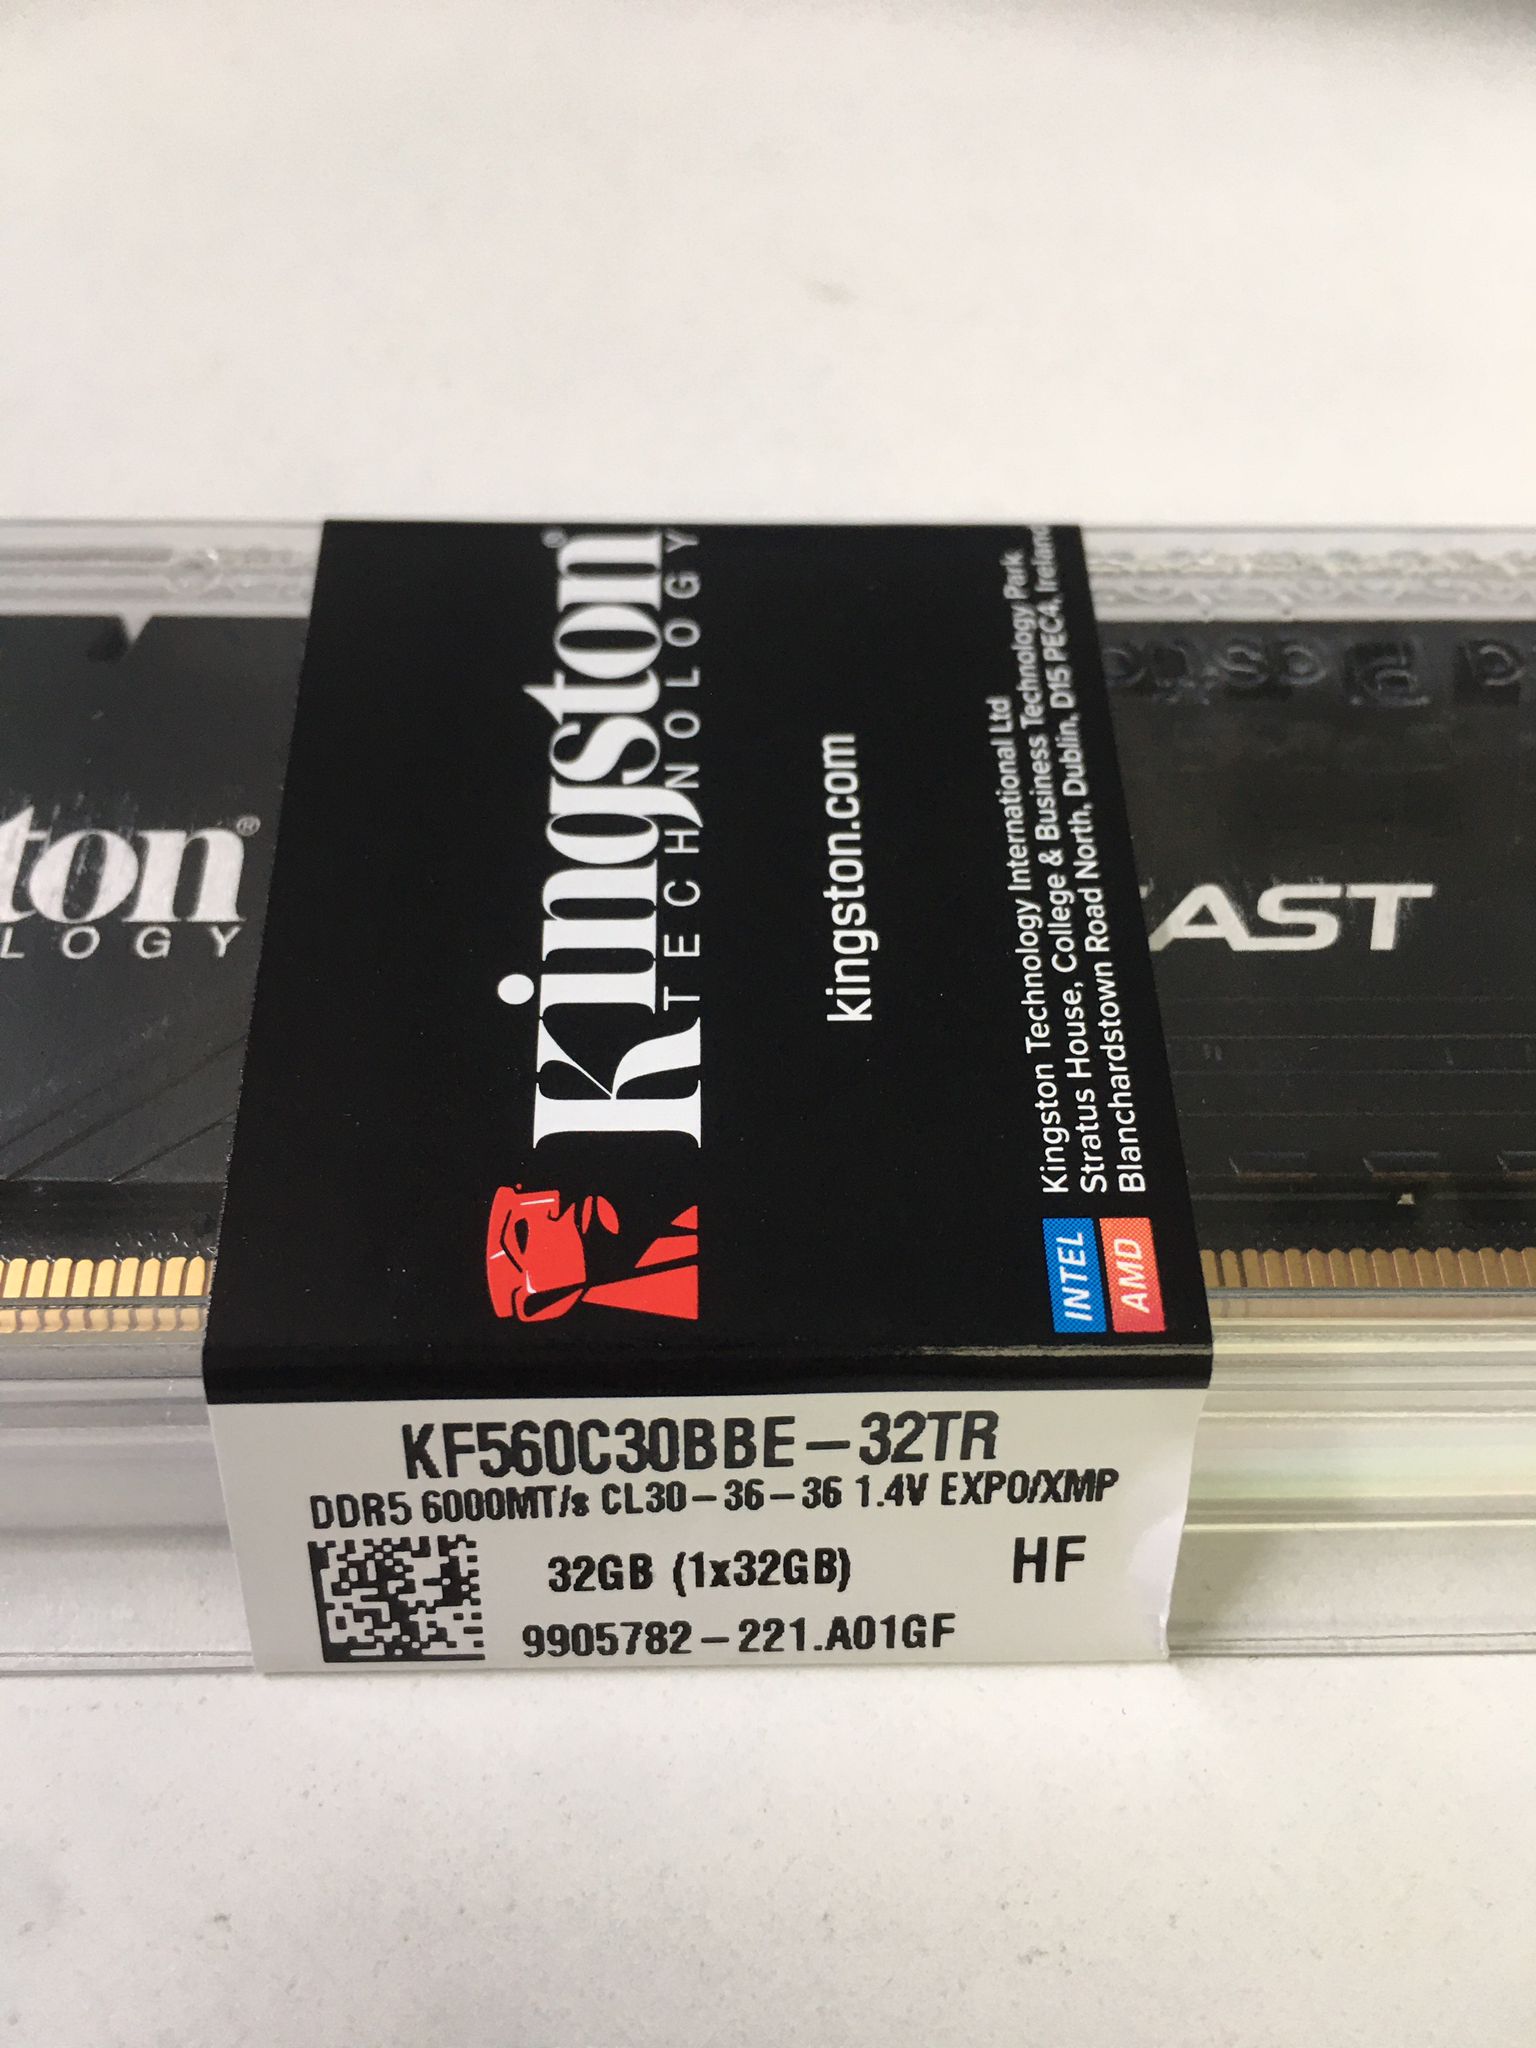 ton®
LOGY
Kingston®
TECHNOLOGY
kingston.com
Kingston Technology International Ltd
Stratus House, College & Business Technology Park
Blanchardstown Road North, Dublin, D15 PEC4, Ireland
INTEL
AMD
AST
KF560C30BBE-32TR
DDR5 6000MT/s CL30-36-36 1.4V EXPO/XMP
32GB (1x32GB)
HF
9905782-221.A01GF